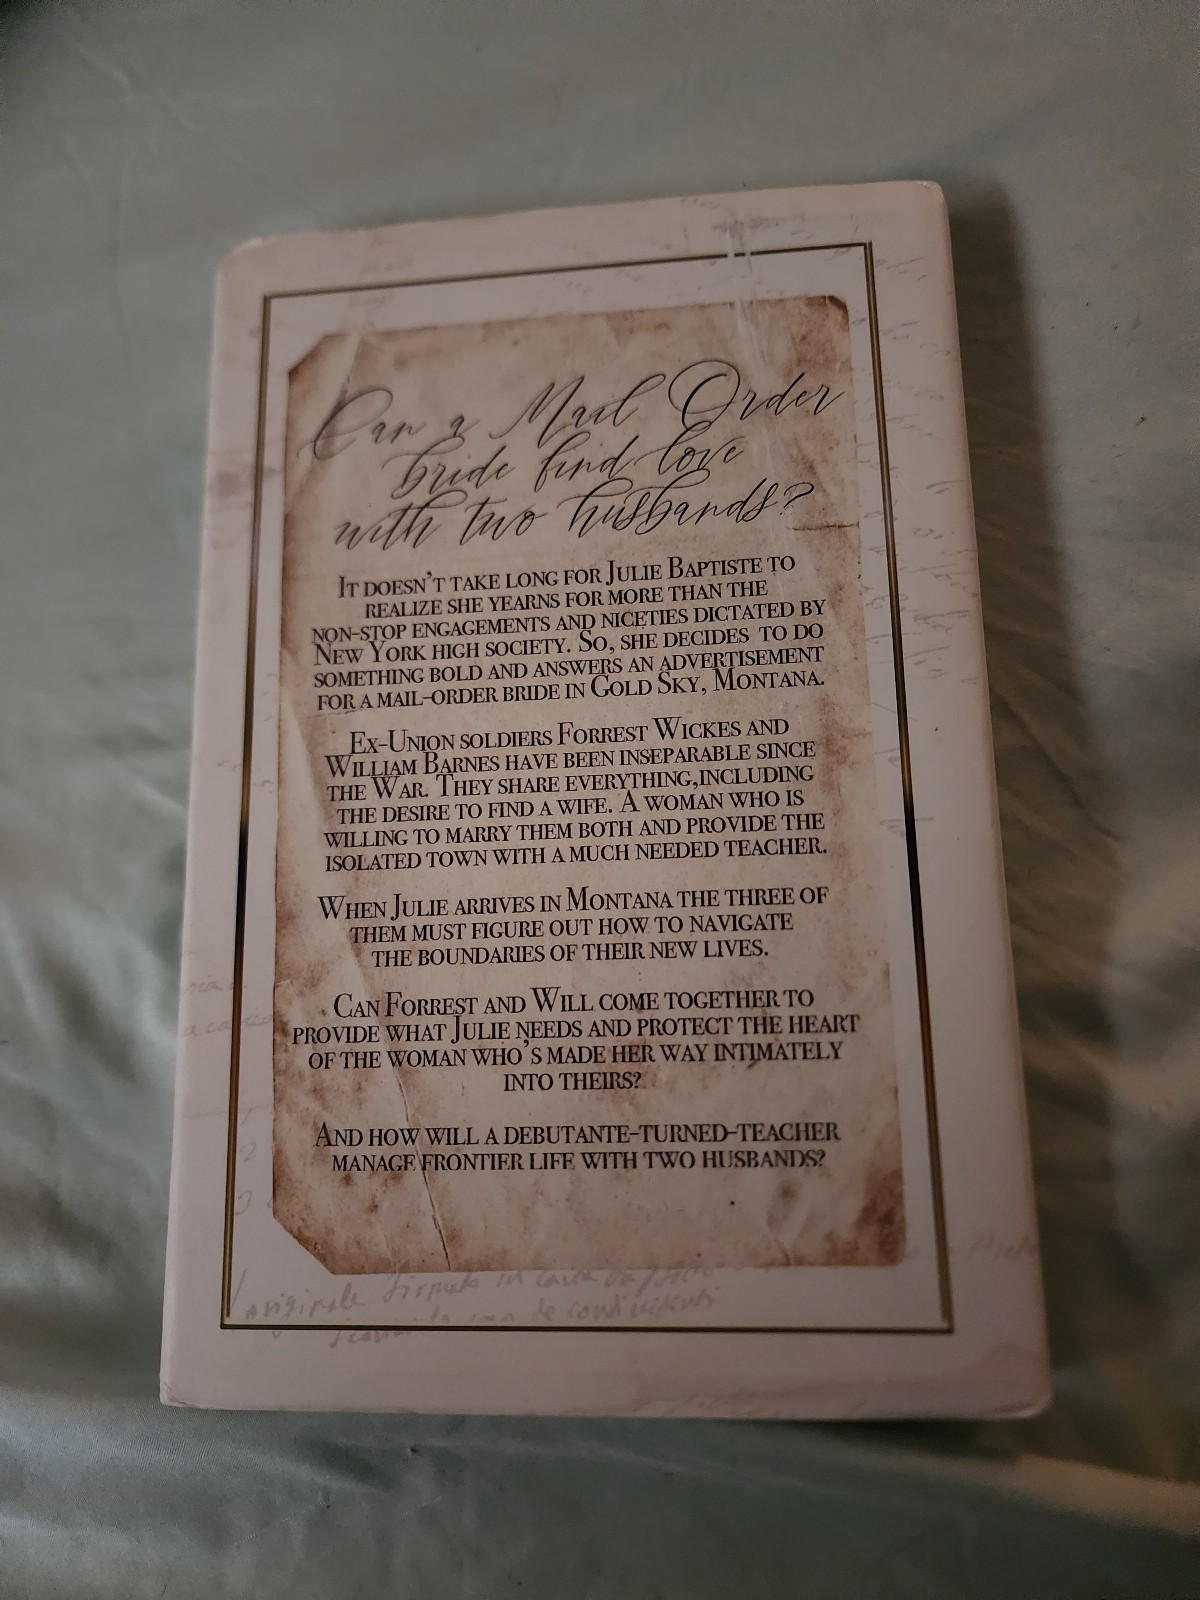 Can a Mail Order
bride find love
with two husbands?
It doesn't take long for Julie Baptiste to
realize she yearns for more than the
non-stop engagements and niceties dictated by
New York high society. So, she decides to do
something bold and answers an advertisement
for a mail-order bride in Gold Sky, Montana.
Ex-Union soldiers Forrest Wickes and
William Barnes have been inseparable since
the War. They share everything, including
the desire to find a wife. A woman who is
willing to marry them both and provide the
isolated town with a much needed teacher.
When Julie arrives in Montana the three of
them must figure out how to navigate
the boundaries of their new lives.
Can Forrest and Will come together to
provide what Julie needs and protect the heart
of the woman who's made her way intimately
into theirs?
And how will a debutante-turned-teacher
manage frontier life with two husbands?
originale firmato in